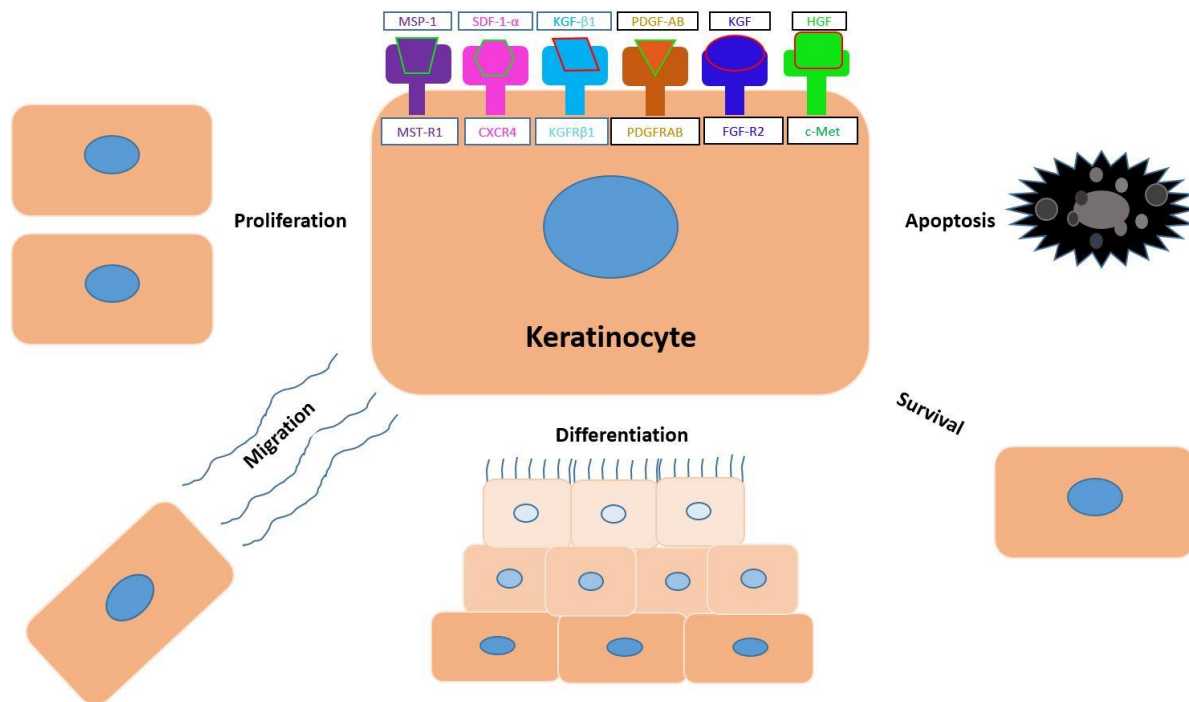 MSP-1 SDF-1-α KGF-β1 PDGF-AB KGF HGF
MST-R1 CXCR4 KGFRβ1 PDGFRAB FGF-R2 c-Met
Proliferation
Apoptosis
Keratinocyte
Migration
Differentiation
Survival